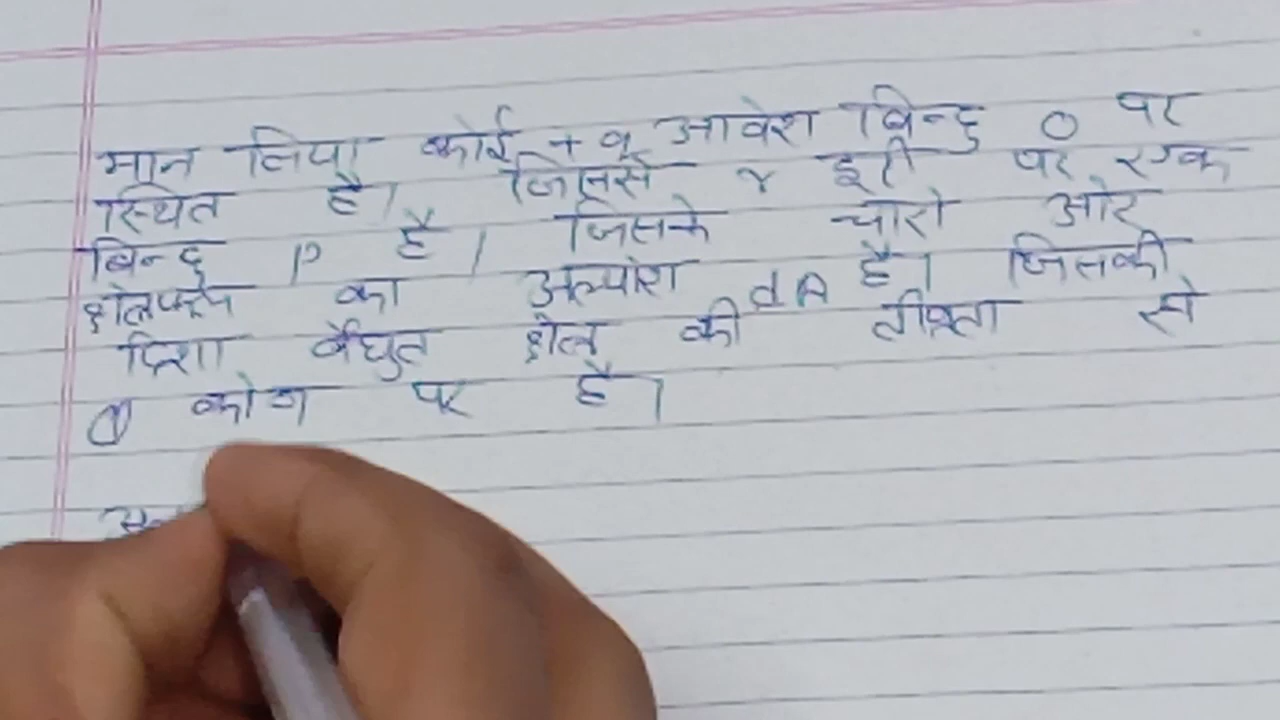 मान लिया कोई +q आवेश बिन्दु O पर
स्थित है। जिससे r दूरी पर एक
बिन्दु P है। जिसके चारो ओर
क्षेत्रफल का अल्पांश dA है। जिसकी
दिशा वैधुत क्षेत्र की तीव्रता से
θ कोण पर है।